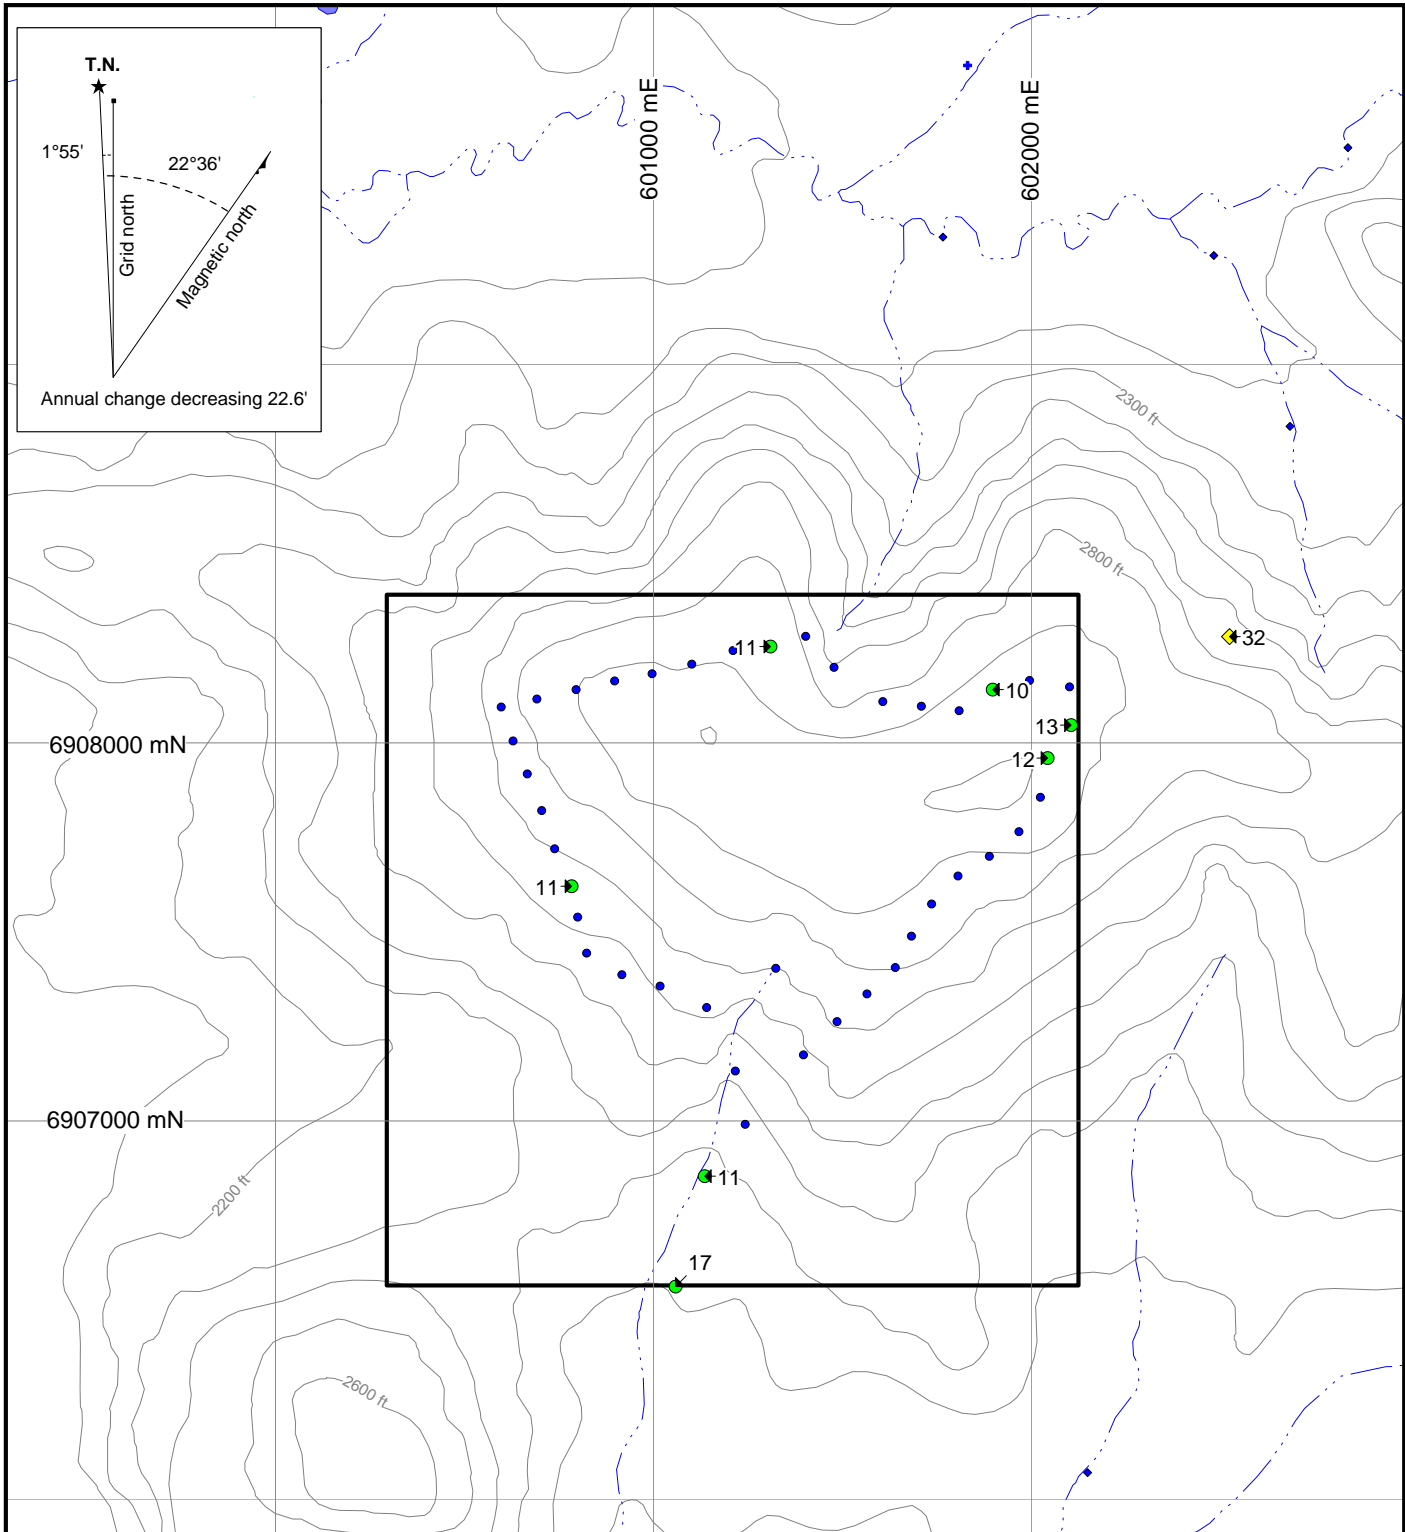 T.N.
1°55'
22°36'
Grid north
Magnetic north
Annual change decreasing 22.6'
601000 mE
602000 mE
2300 ft
2800 ft
11
32
10
13
6908000 mN
12
11
6907000 mN
11
2200 ft
17
2600 ft